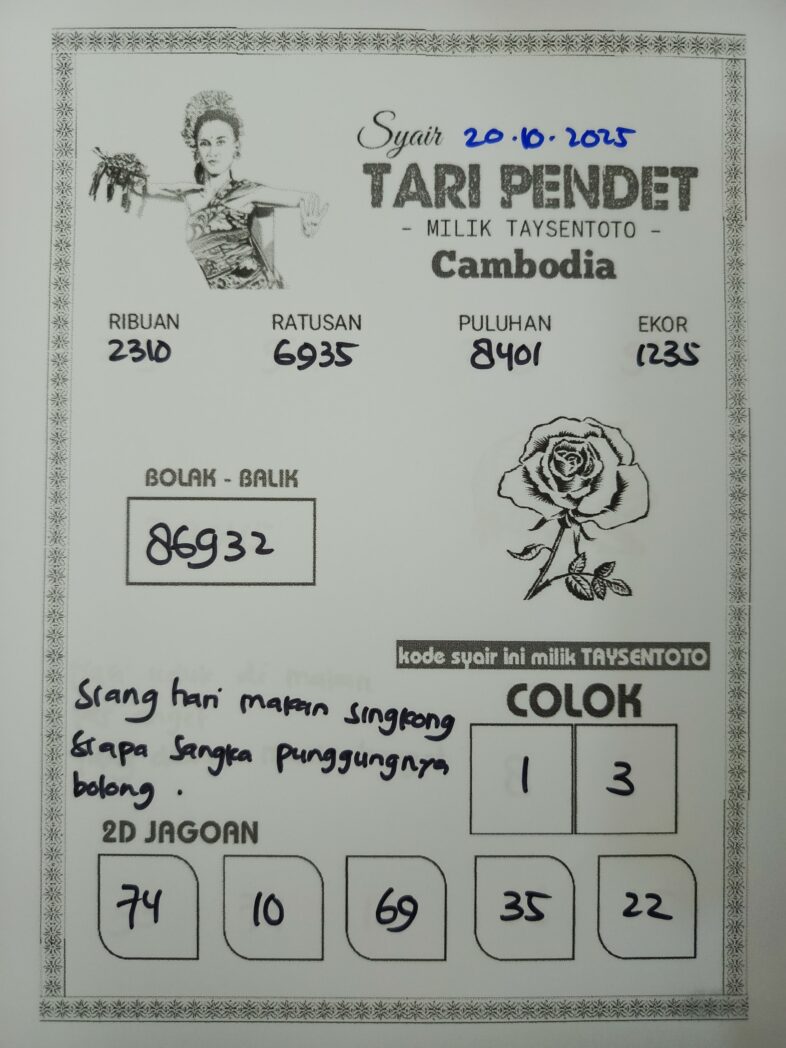 Syair 20.10.2025
TARI PENDET
- MILIK TAYSENTOTO -
Cambodia
RIBUAN RATUSAN PULUHAN EKOR
2310 6935 8401 1235
BOLAK - BALIK
86932
kode syair ini milik TAYSENTOTO
Siang hari makan singkong
Siapa sangka punggungnya
bolong .
COLOK
1 3
2D JAGOAN
74 10 69 35 22